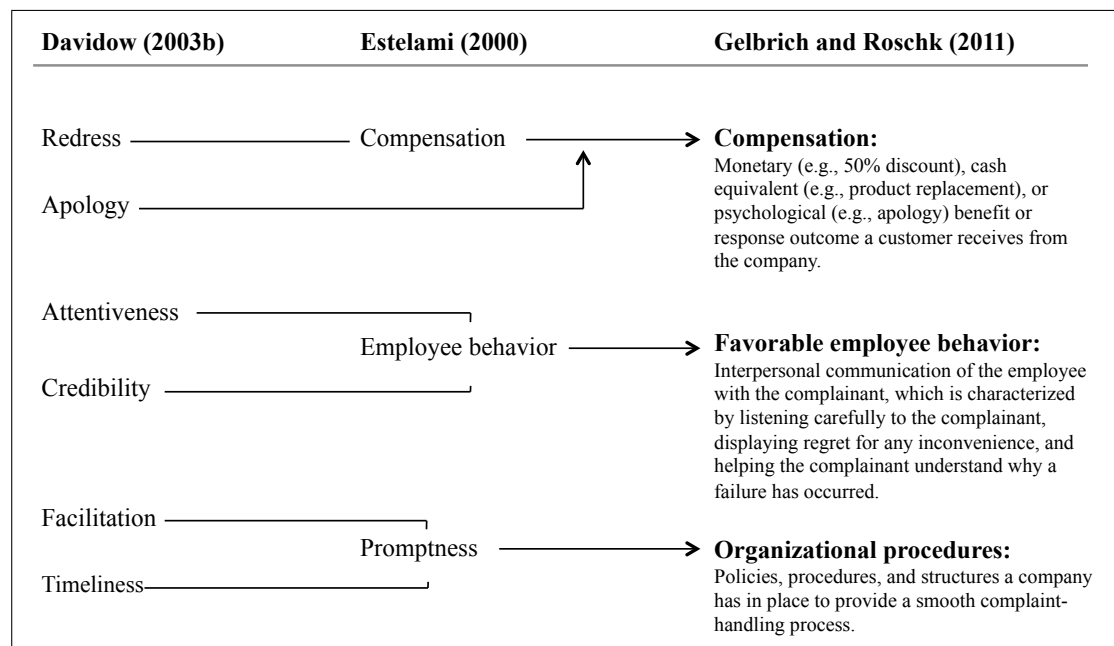 Davidow (2003b) Estelami (2000) Gelbrich and Roschk (2011)
Redress Compensation Compensation:
Monetary (e.g., 50% discount), cash
equivalent (e.g., product replacement), or
psychological (e.g., apology) benefit or
response outcome a customer receives from
the company.
Apology
Attentiveness
Employee behavior Favorable employee behavior:
Interpersonal communication of the employee
with the complainant, which is characterized
by listening carefully to the complainant,
displaying regret for any inconvenience, and
helping the complainant understand why a
failure has occurred.
Credibility
Facilitation
Promptness Organizational procedures:
Policies, procedures, and structures a company
has in place to provide a smooth complaint-
handling process.
Timeliness